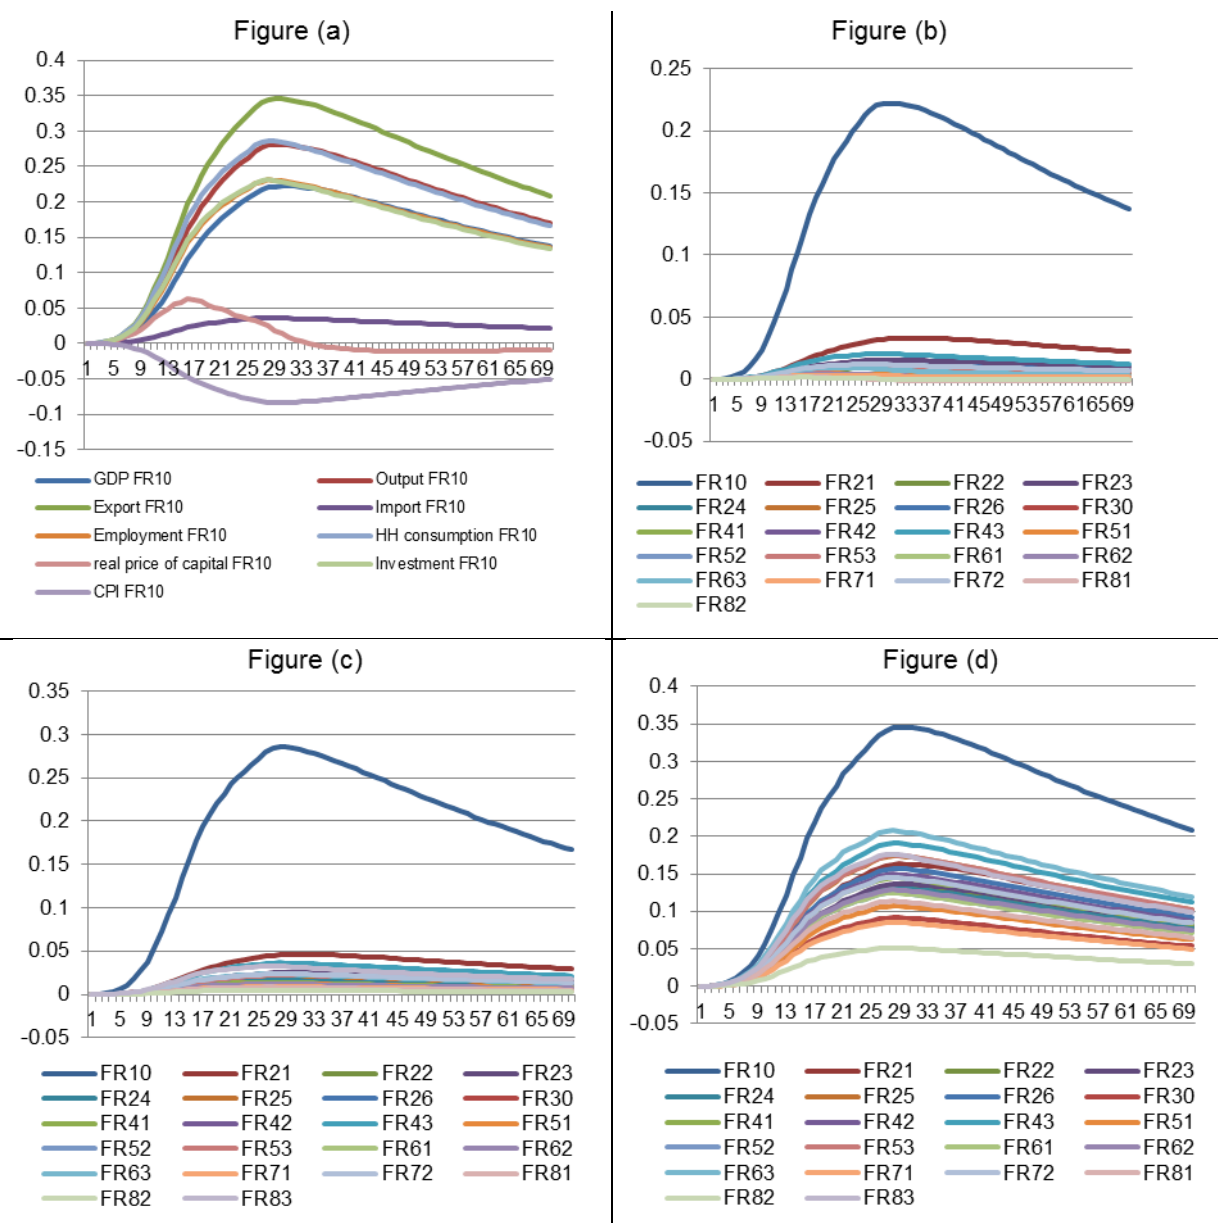 Figure (a)
0.4
0.35
0.3
0.25
0.2
0.15
0.1
0.05
0
-0.05
-0.1
-0.15
1 5 9 13 17 21 25 29 33 37 41 45 49 53 57 61 65 69
GDP FR10 Output FR10
Export FR10 Import FR10
Employment FR10 HH consumption FR10
real price of capital FR10 Investment FR10
CPI FR10
Figure (b)
0.25
0.2
0.15
0.1
0.05
0
-0.05
1 5 9 13 17 21 25 29 33 37 41 45 49 53 57 61 65 69
FR10 FR21 FR22 FR23
FR24 FR25 FR26 FR30
FR41 FR42 FR43 FR51
FR52 FR53 FR61 FR62
FR63 FR71 FR72 FR81
FR82
Figure (c)
0.35
0.3
0.25
0.2
0.15
0.1
0.05
0
-0.05
1 5 9 13 17 21 25 29 33 37 41 45 49 53 57 61 65 69
FR10 FR21 FR22 FR23
FR24 FR25 FR26 FR30
FR41 FR42 FR43 FR51
FR52 FR53 FR61 FR62
FR63 FR71 FR72 FR81
FR82 FR83
Figure (d)
0.4
0.35
0.3
0.25
0.2
0.15
0.1
0.05
0
-0.05
1 5 9 13 17 21 25 29 33 37 41 45 49 53 57 61 65 69
FR10 FR21 FR22 FR23
FR24 FR25 FR26 FR30
FR41 FR42 FR43 FR51
FR52 FR53 FR61 FR62
FR63 FR71 FR72 FR81
FR82 FR83